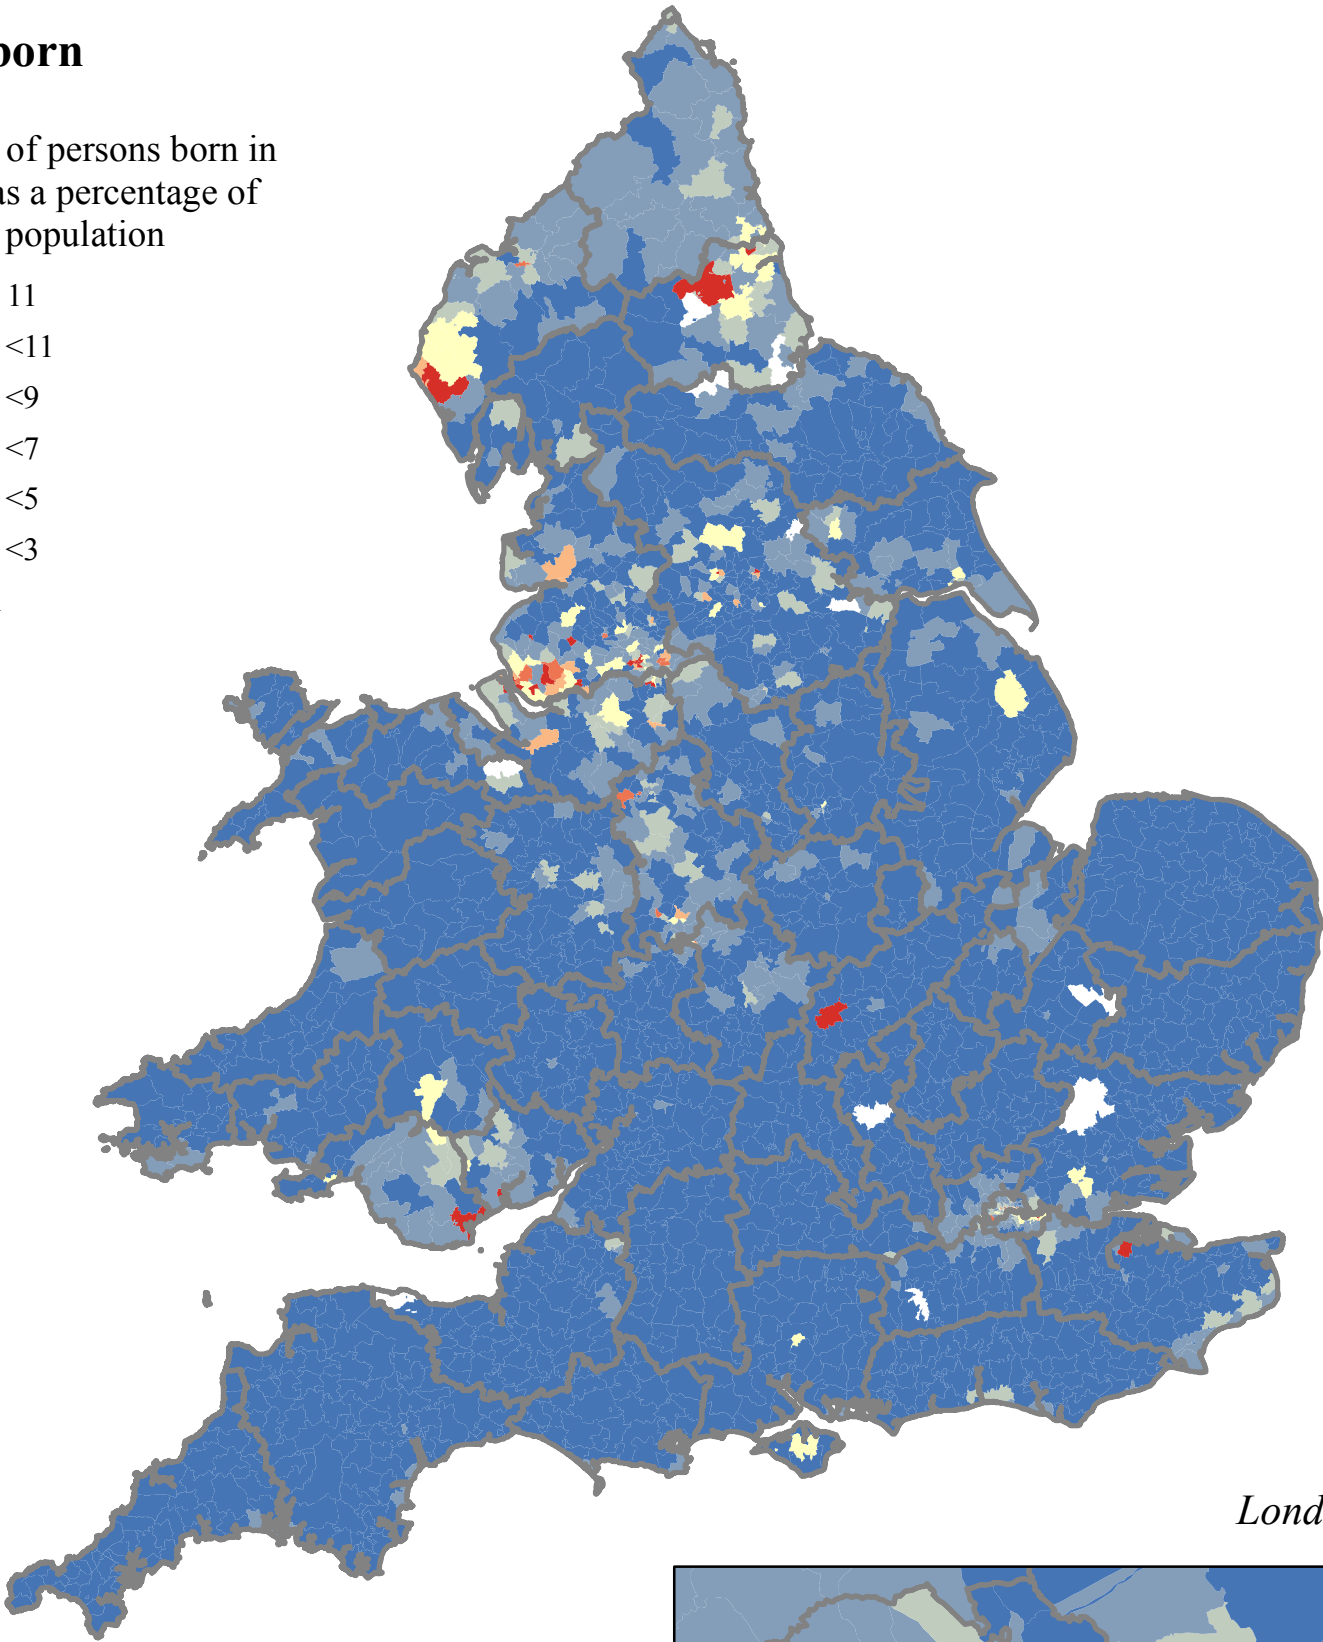 born
of persons born in
as a percentage of
population
11
<11
<9
<7
<5
<3
Lond